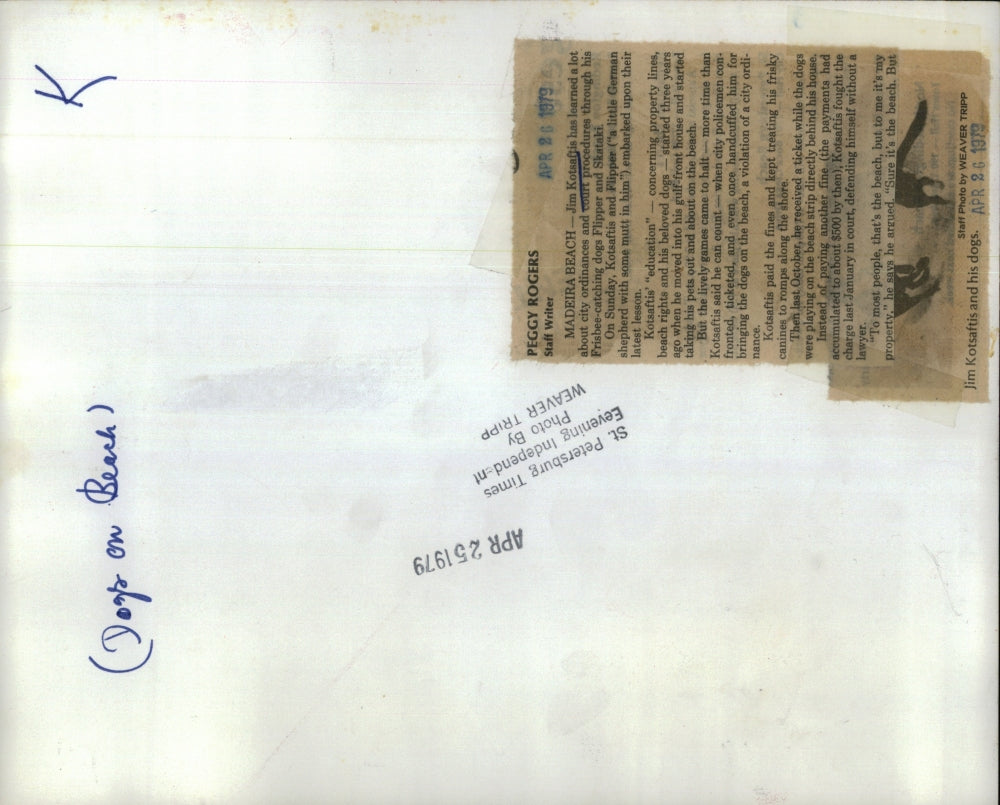 K
(Dogs on Beach)
APR 26 1979
PEGGY ROGERS
Staff Writer
MADEIRA BEACH — Jim Kotsaftis has learned a lot
about city ordinances and court procedures through his
Frisbee-catching dogs Flipper and Skataki.
On Sunday, Kotsaftis and Flipper ("a little German
shepherd with some mutt in him") embarked upon their
latest lesson.
Kotsaftis' "education" — concerning property lines,
beach rights and his beloved dogs — started three years
ago when he moved into his gulf-front house and started
taking his pets out and about on the beach.
But the lively games came to halt — more time than
Kotsaftis said he can count — when city policemen con-
fronted, ticketed, and even once handcuffed him for
bringing the dogs on the beach, a violation of a city ordi-
nance.
Kotsaftis paid the fines and kept treating his frisky
canines to romps along the shore.
Then last October, he received a ticket while the dogs
were playing on the beach strip directly behind his house.
Instead of paying another fine (the payments had
accumulated to about $500 by then), Kotsaftis fought the
charge last January in court, defending himself without a
lawyer.
"To most people, that's the beach, but to me it's my
property," he says he argued. "Sure it's the beach. But
Staff Photo by WEAVER TRIPP
Jim Kotsaftis and his dogs.
APR 26 1979
St. Petersburg Times
Eevening Independent
Photo By
WEAVER TRIPP
APR 25 1979